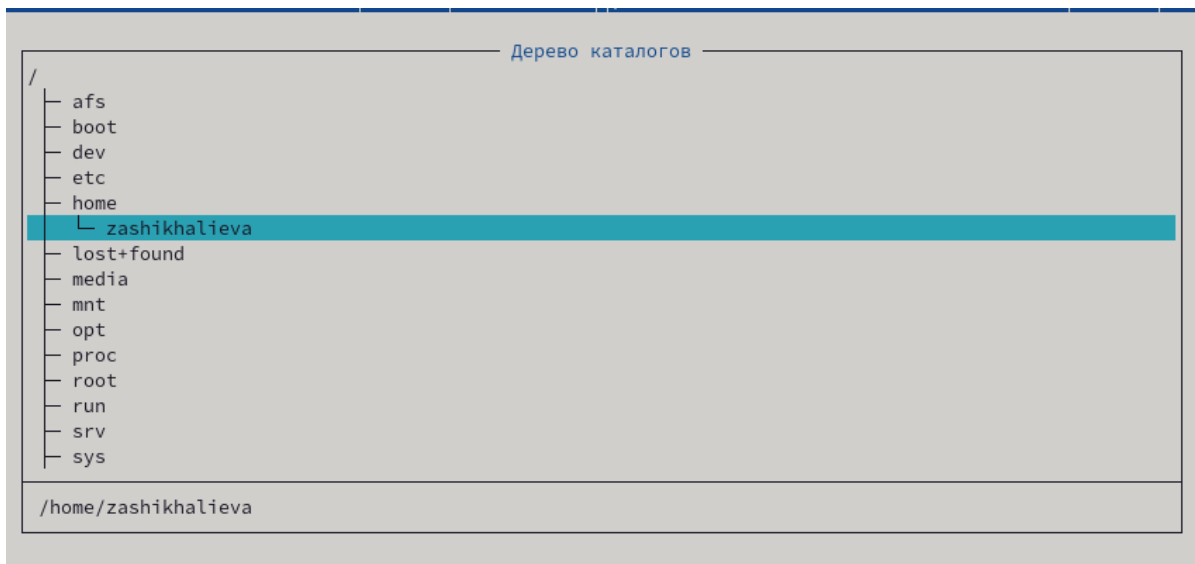 Дерево каталогов
/
afs
boot
dev
etc
home
zashikhalieva
lost+found
media
mnt
opt
proc
root
run
srv
sys
/home/zashikhalieva